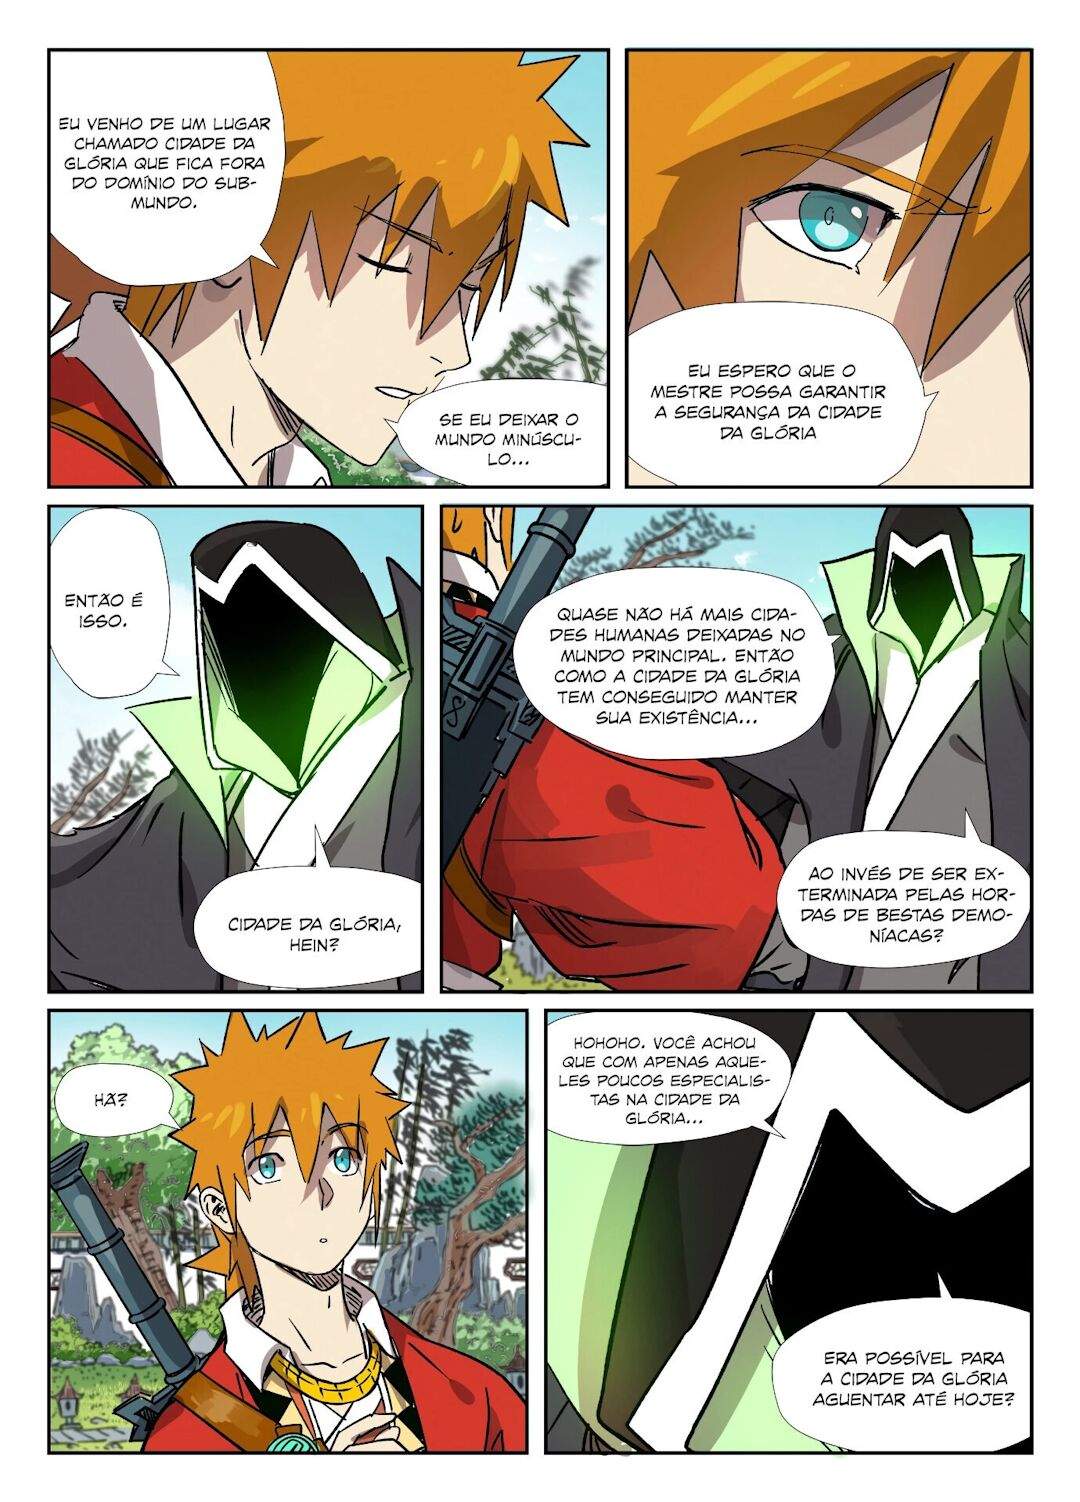 EU VENHO DE UM LUGAR
CHAMADO CIDADE DA
GLÓRIA QUE FICA FORA
DO DOMÍNIO DO SUB-
MUNDO.
SE EU DEIXAR O
MUNDO MINÚSCU-
LO...
EU ESPERO QUE O
MESTRE POSSA GARANTIR
A SEGURANÇA DA CIDADE
DA GLÓRIA
ENTÃO É
ISSO.
CIDADE DA GLÓRIA,
HEIN?
QUASE NÃO HÁ MAIS CIDA-
DES HUMANAS DEIXADAS NO
MUNDO PRINCIPAL. ENTÃO
COMO A CIDADE DA GLÓRIA
TEM CONSEGUIDO MANTER
SUA EXISTÊNCIA...
AO INVÉS DE SER EX-
TERMINADA PELAS HOR-
DAS DE BESTAS DEMO-
NÍACAS?
HÃ?
HOHOHO. VOCÊ ACHOU
QUE COM APENAS AQUE-
LES POUCOS ESPECIALIS-
TAS NA CIDADE DA
GLÓRIA...
ERA POSSÍVEL PARA
A CIDADE DA GLÓRIA
AGUENTAR ATÉ HOJE?